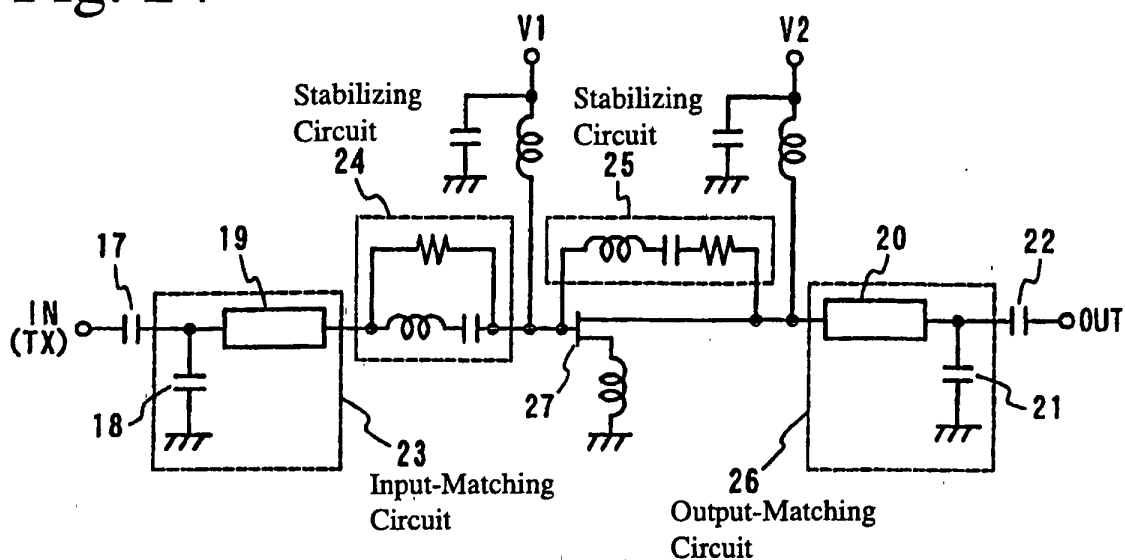 V1
V2
Stabilizing
Circuit
24
Stabilizing
Circuit
25
17
19
20
22
IN
(TX)
OUT
18
27
21
23
Input-Matching
Circuit
26
Output-Matching
Circuit